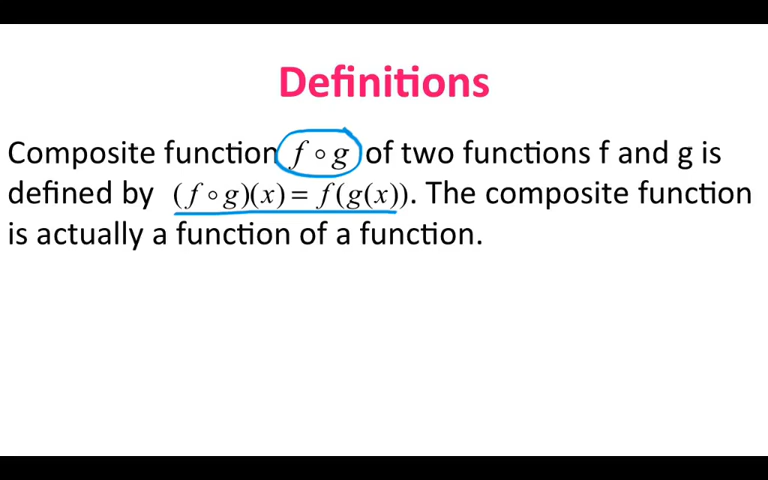 Definitions
Composite function f ∘ g of two functions f and g is
defined by (f ∘ g)(x) = f(g(x)). The composite function
is actually a function of a function.